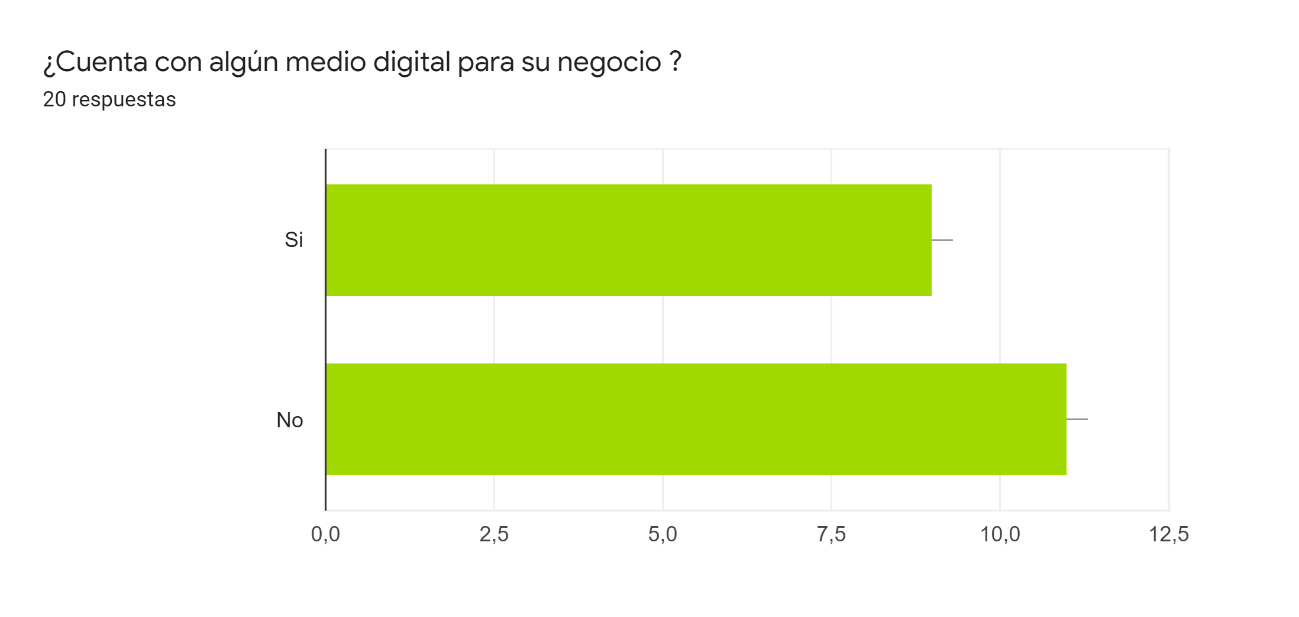 ¿Cuenta con algún medio digital para su negocio ?
20 respuestas
Si
No
0,0 2,5 5,0 7,5 10,0 12,5